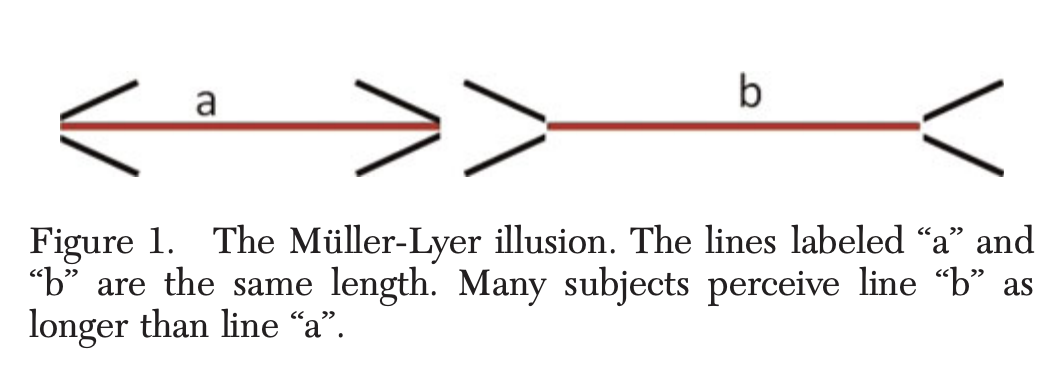 a
b
Figure 1. The Müller-Lyer illusion. The lines labeled “a” and
“b” are the same length. Many subjects perceive line “b” as
longer than line “a”.